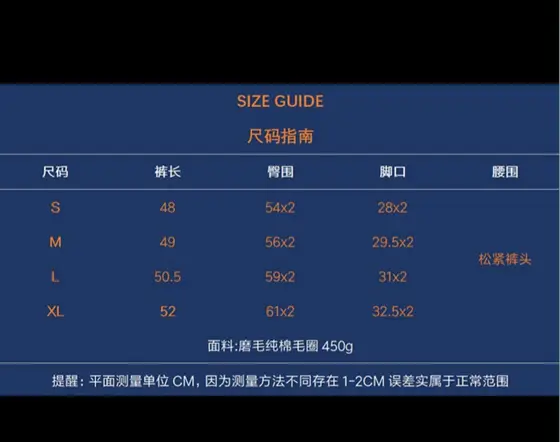 SIZE GUIDE
尺码指南
尺码 裤长 臀围 脚口 腰围
S 48 54x2 28x2
M 49 56x2 29.5x2
松紧裤头
L 50.5 59x2 31x2
XL 52 61x2 32.5x2
面料:磨毛纯棉毛圈 450g
提醒：平面测量单位 CM，因为测量方法不同存在 1-2CM 误差实属于正常范围